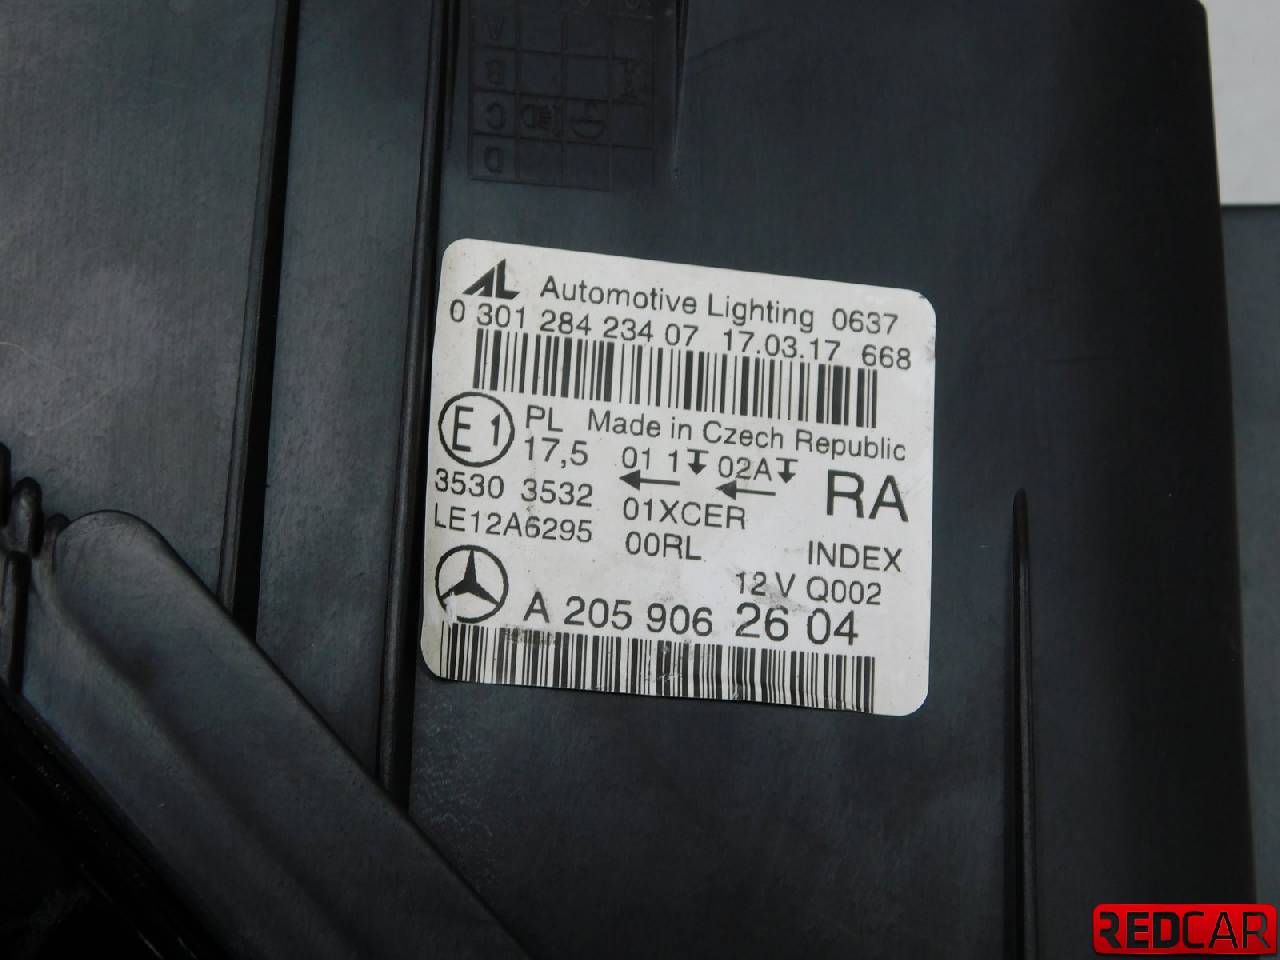 A
B
C
D
AL Automotive Lighting 0637
0 301 284 234 07 17.03.17 668
E1 PL Made in Czech Republic
17,5 01 1 02A RA
3530 3532 01XCER
LE12A6295 00RL INDEX
12 V Q002
A 205 906 26 04
REDCAR